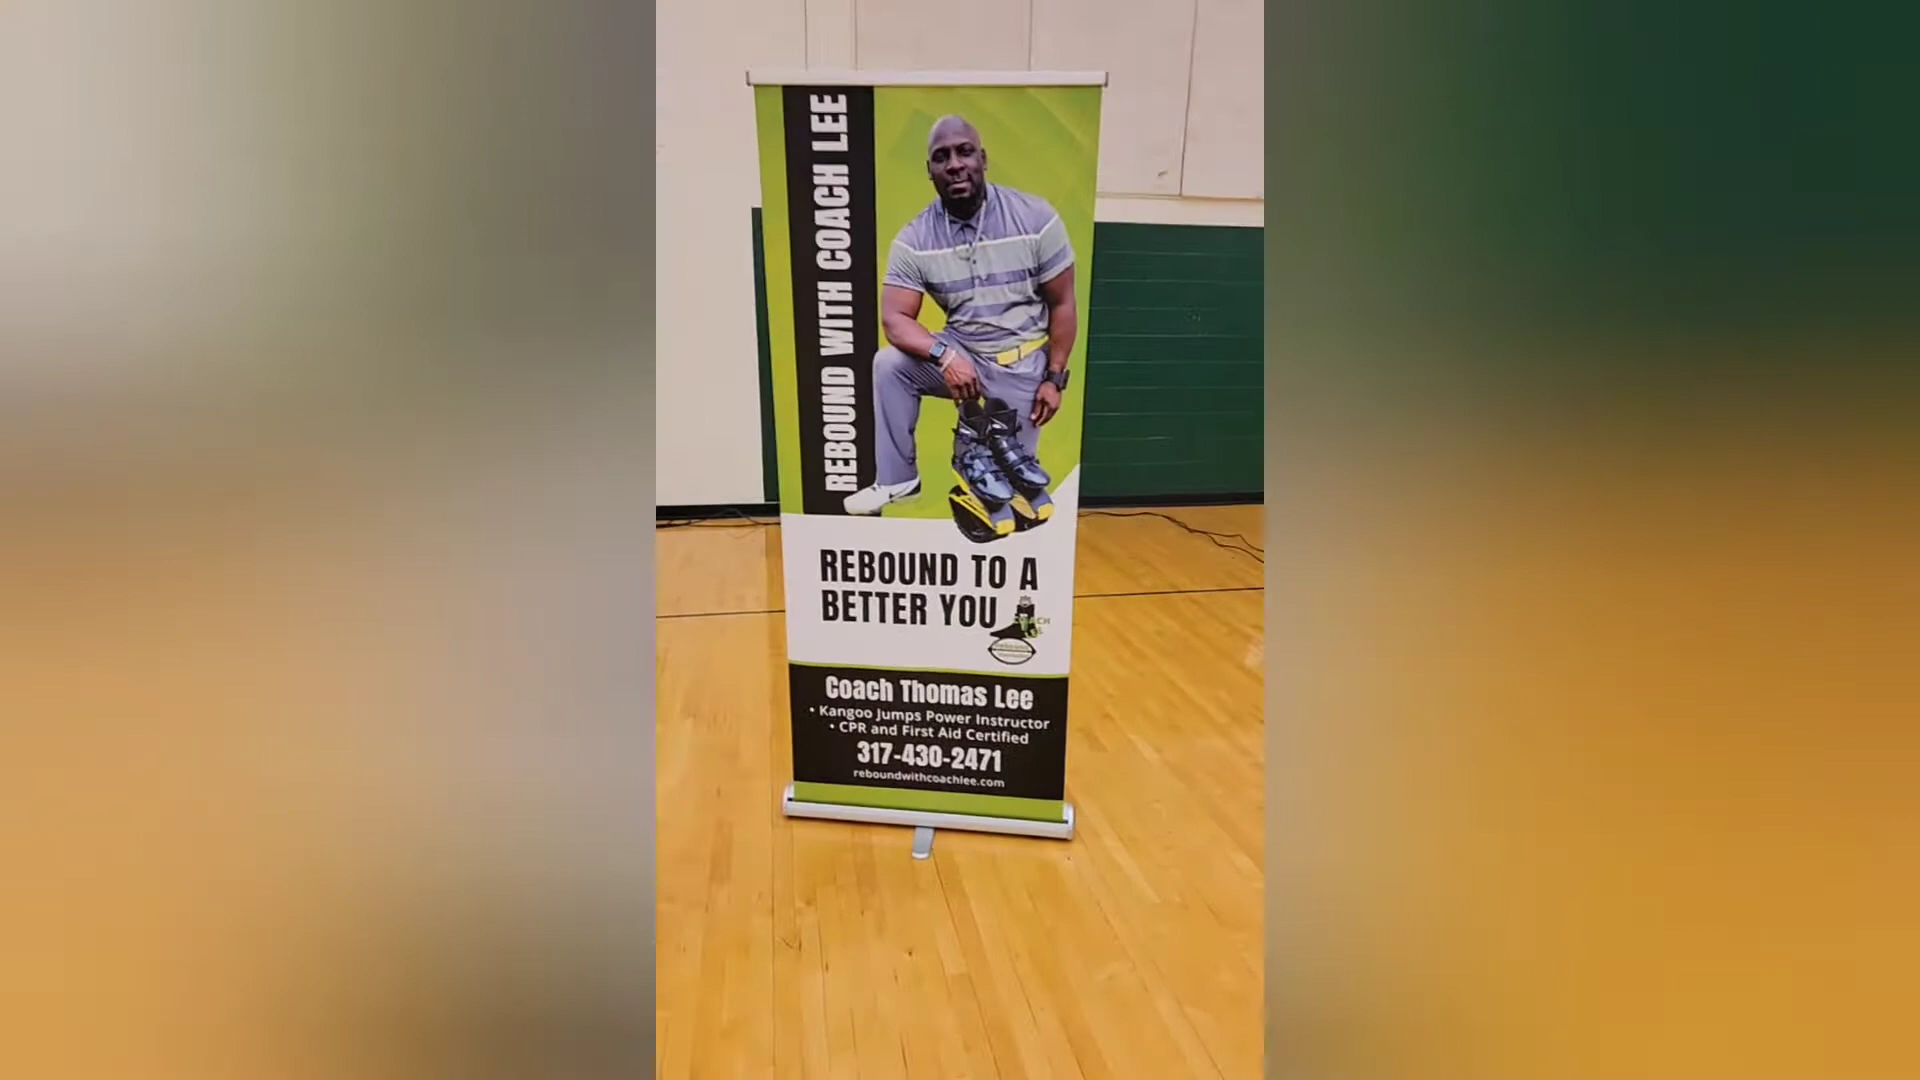 REBOUND WITH COACH LEE
REBOUND TO A
BETTER YOU
COACH
Coach Thomas Lee
• Kangoo Jumps Power Instructor
• CPR and First Aid Certified
317-430-2471
reboundwithcoachlee.com